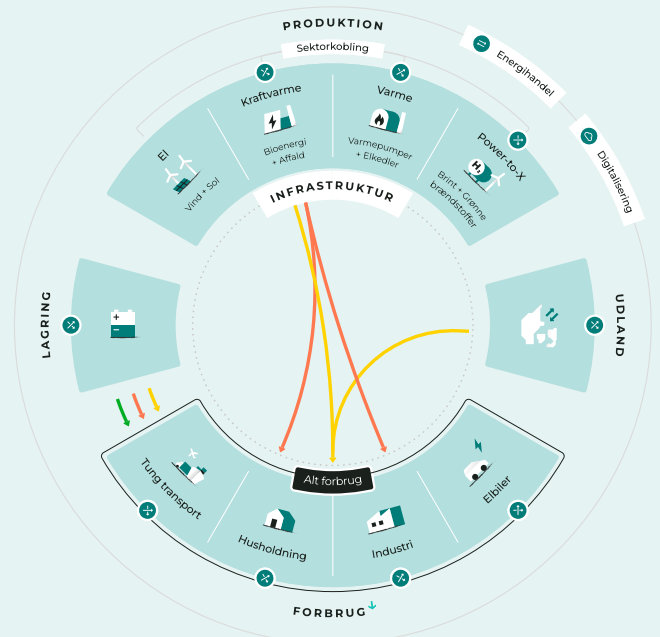 PRODUKTION
Sektorkobling
Energihandel
Digitalisering
El
Vind + Sol
Kraftvarme
Bioenergi
+ Affald
Varme
Varmepumper
+ Elkedler
Power-to-X
H₂
Brint + Grønne
brændstoffer
INFRASTRUKTUR
LAGRING
UDLAND
Tung transport
Husholdning
Alt forbrug
Industri
Elbiler
FORBRUG